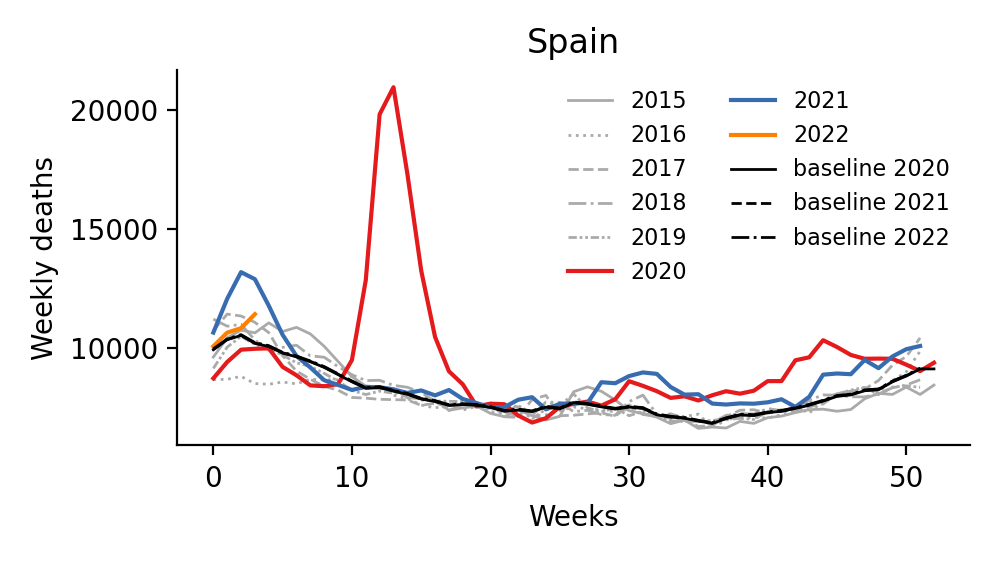 Spain
Weekly deaths
20000
15000
10000
2015
2016
2017
2018
2019
2020
2021
2022
baseline 2020
baseline 2021
baseline 2022
0 10 20 30 40 50
Weeks